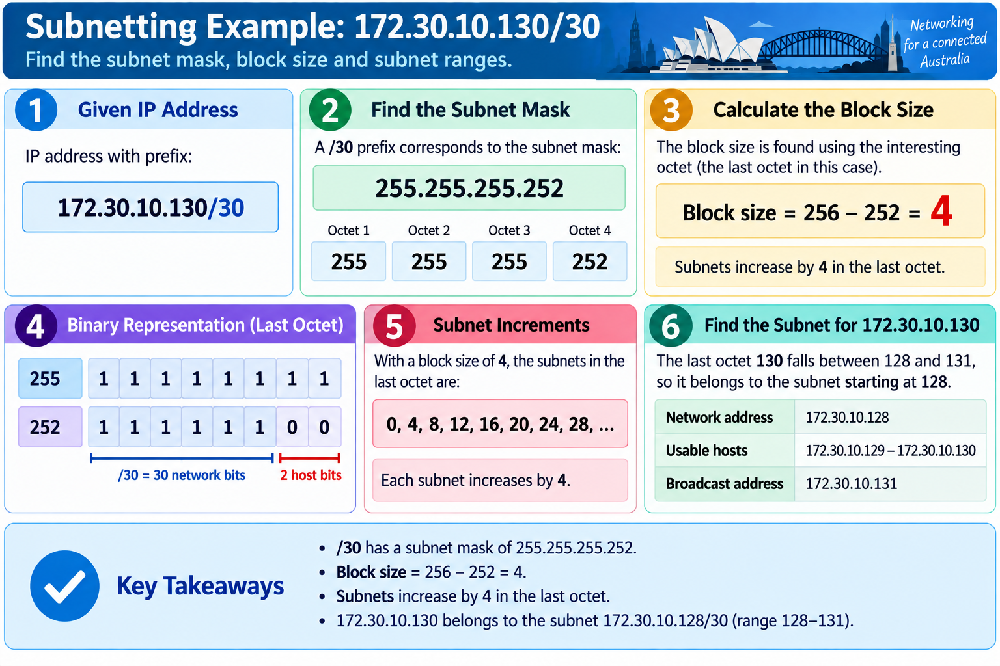 Subnetting Example: 172.30.10.130/30
Find the subnet mask, block size and subnet ranges.
Networking
for a connected
Australia
1
Given IP Address
IP address with prefix:
172.30.10.130/30
2
Find the Subnet Mask
A /30 prefix corresponds to the subnet mask:
255.255.255.252
Octet 1 Octet 2 Octet 3 Octet 4
255 255 255 252
3
Calculate the Block Size
The block size is found using the interesting
octet (the last octet in this case).
Block size = 256 – 252 = 4
Subnets increase by 4 in the last octet.
4
Binary Representation (Last Octet)
255 1 1 1 1 1 1 1 1
252 1 1 1 1 1 1 0 0
/30 = 30 network bits 2 host bits
5
Subnet Increments
With a block size of 4, the subnets in the
last octet are:
0, 4, 8, 12, 16, 20, 24, 28, ...
Each subnet increases by 4.
6
Find the Subnet for 172.30.10.130
The last octet 130 falls between 128 and 131,
so it belongs to the subnet starting at 128.
Network address 172.30.10.128
Usable hosts 172.30.10.129 – 172.30.10.130
Broadcast address 172.30.10.131
Key Takeaways
• /30 has a subnet mask of 255.255.255.252.
• Block size = 256 – 252 = 4.
• Subnets increase by 4 in the last octet.
• 172.30.10.130 belongs to the subnet 172.30.10.128/30 (range 128–131).